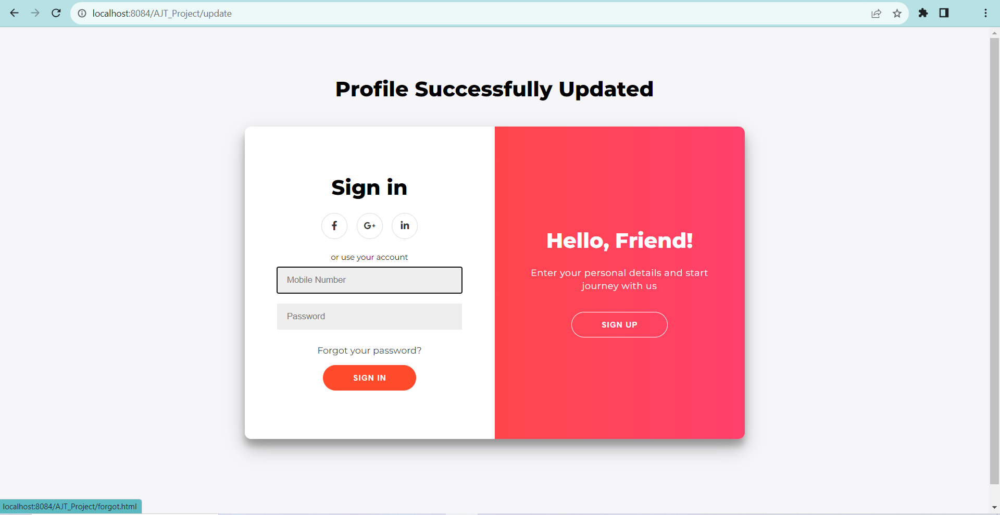 localhost:8084/AJT_Project/update
Profile Successfully Updated
Sign in
f
G+
in
or use your account
Mobile Number
Password
Forgot your password?
SIGN IN
Hello, Friend!
Enter your personal details and start
journey with us
SIGN UP
localhost:8084/AJT_Project/forgot.html